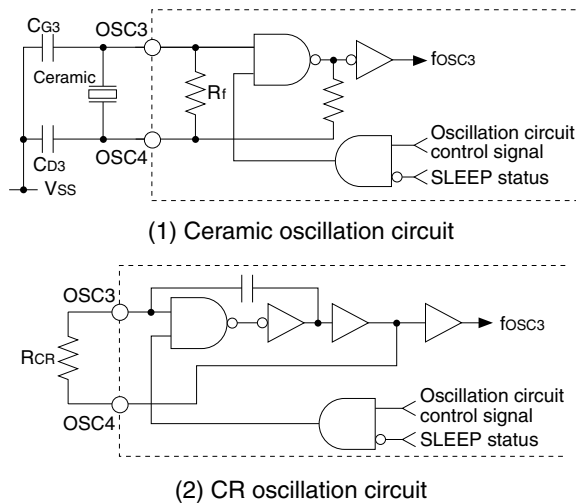 CG3
OSC3
Ceramic
Rf
fOSC3
OSC4
CD3
VSS
Oscillation circuit
control signal
SLEEP status
(1) Ceramic oscillation circuit
OSC3
RCR
fOSC3
OSC4
Oscillation circuit
control signal
SLEEP status
(2) CR oscillation circuit